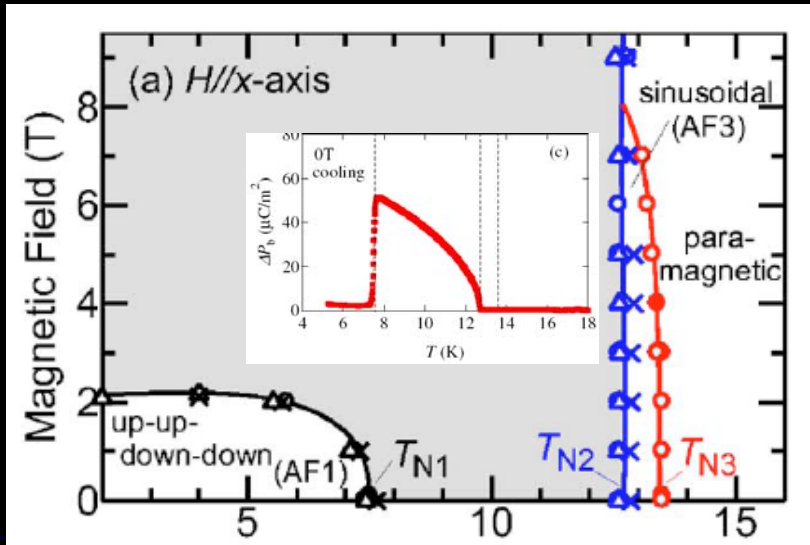 (a) H//x-axis
Magnetic Field (T)
8
6
4
2
0
5
10
15
sinusoidal
(AF3)
para-
magnetic
up-up-
down-down (AF1)
TN1
TN2
TN3
80
60
40
20
0
ΔPb (μC/m²)
0T
cooling
(c)
4 6 8 10 12 14 16 18
T (K)